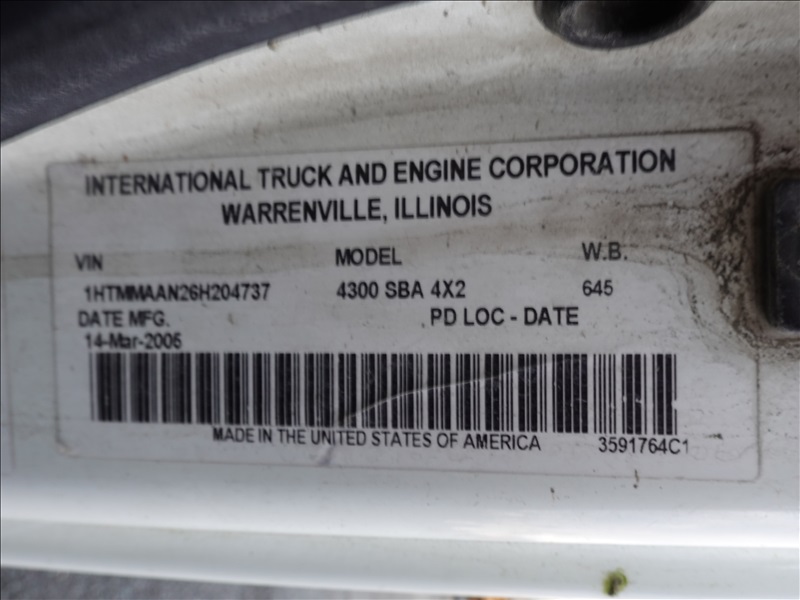 INTERNATIONAL TRUCK AND ENGINE CORPORATION
WARRENVILLE, ILLINOIS
VIN MODEL W.B.
1HTMMAAN26H204737 4300 SBA 4X2 645
DATE MFG. PD LOC - DATE
14-Mar-2006
MADE IN THE UNITED STATES OF AMERICA 3591764C1